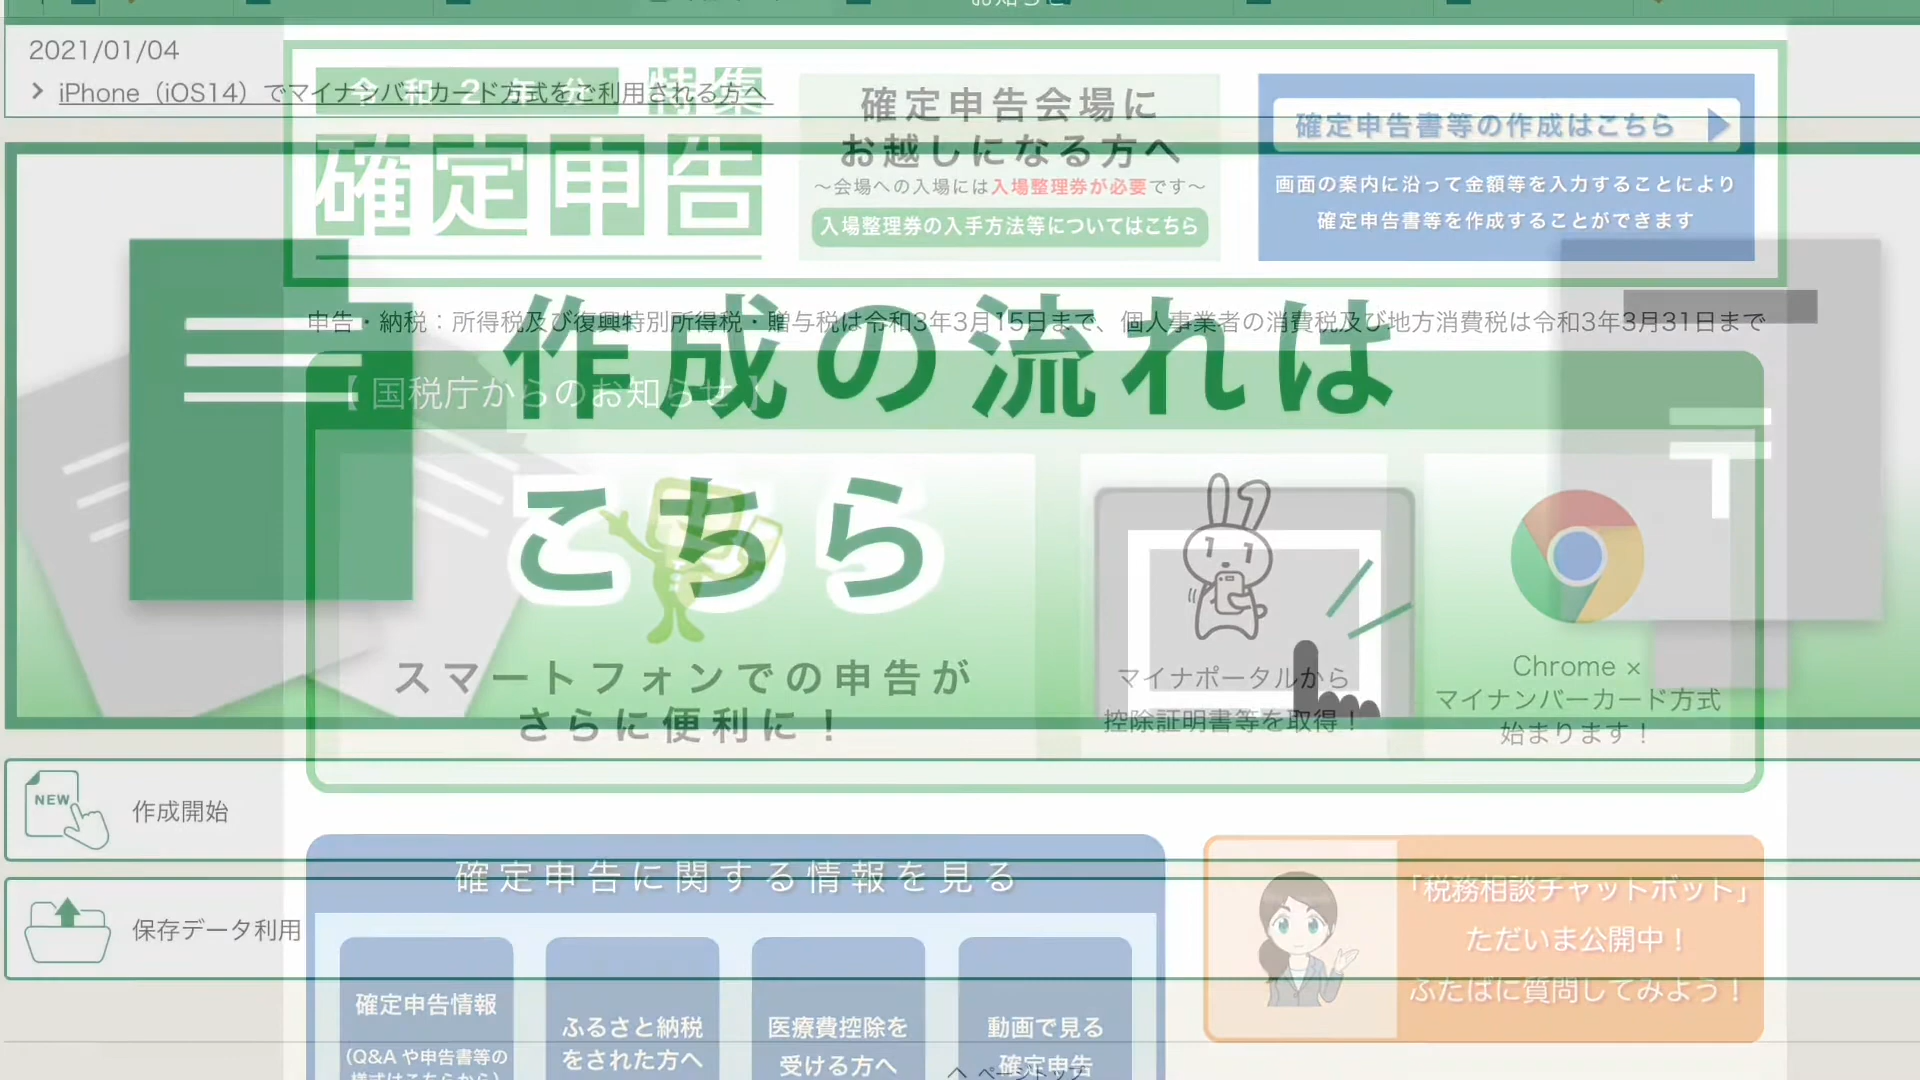 お知らせ
2021/01/04
iPhone（iOS14）でマイナンバーカード方式をご利用される方へ
令和2年分 特集
確定申告
確定申告会場に
お越しになる方へ
～会場への入場には入場整理券が必要です～
入場整理券の入手方法等についてはこちら
確定申告書等の作成はこちら
画面の案内に沿って金額等を入力することにより
確定申告書等を作成することができます
申告・納税：所得税及び復興特別所得税・贈与税は令和3年3月15日まで、個人事業者の消費税及び地方消費税は令和3年3月31日まで
作成の流れは
こちら
【 国税庁からのお知らせ 】
スマートフォンでの申告が
さらに便利に！
マイナポータルから
控除証明書等を取得！
Chrome ×
マイナンバーカード方式
始まります！
NEW
作成開始
保存データ利用
確定申告に関する情報を見る
確定申告情報
(Q&A や申告書等の
様式はこちらから)
ふるさと納税
をされた方へ
医療費控除を
受ける方へ
動画で見る
確定申告
「税務相談チャットボット」
ただいま公開中！
ふたばに質問してみよう！
ページトップ